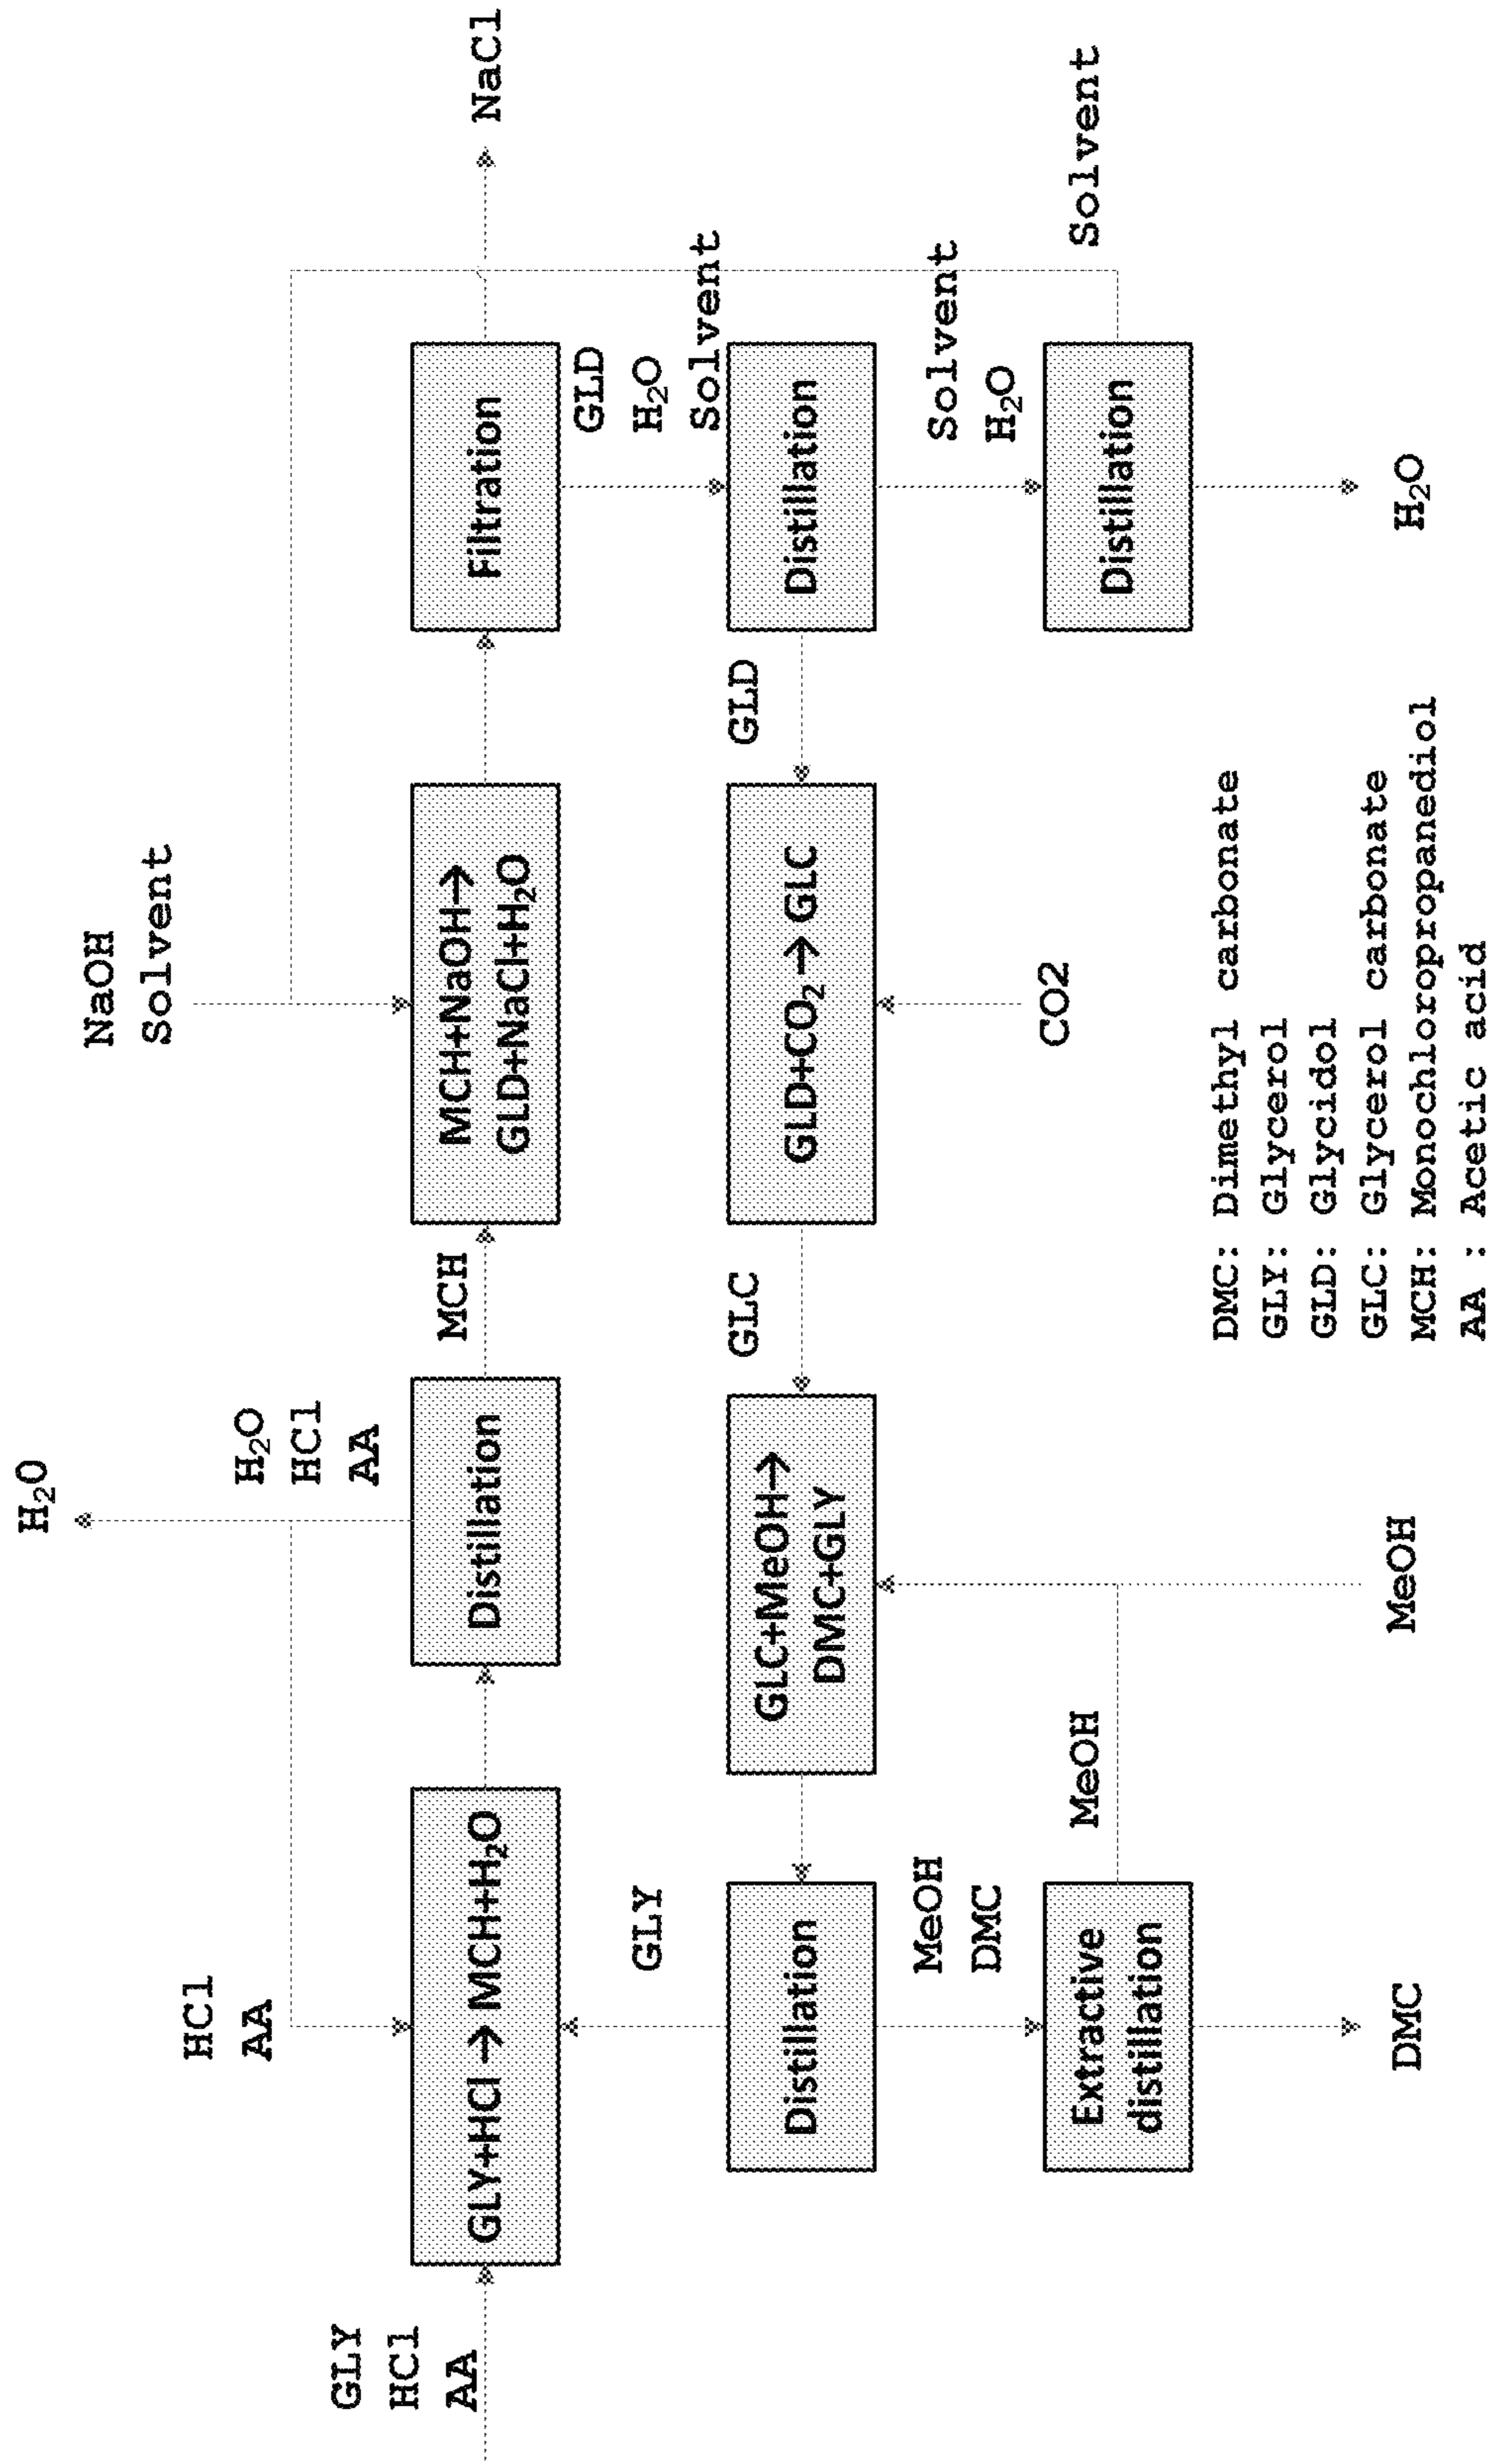 H₂O
NaOH
Solvent
HCl
AA
H₂O
HCl
AA
GLY
HCl
AA
GLY+HCl → MCH+H₂O
Distillation
MCH
MCH+NaOH→
GLD+NaCl+H₂O
Filtration
NaCl
GLY
GLD
H₂O
Solvent
Distillation
GLC+MeOH→
DMC+GLY
GLC
GLD+CO₂→ GLC
GLD
Distillation
MeOH
DMC
CO2
Solvent
H₂O
Extractive
distillation
MeOH
Distillation
Solvent
DMC
MeOH
H₂O
DMC: Dimethyl carbonate
GLY: Glycerol
GLD: Glycidol
GLC: Glycerol carbonate
MCH: Monochloropropanediol
AA : Acetic acid